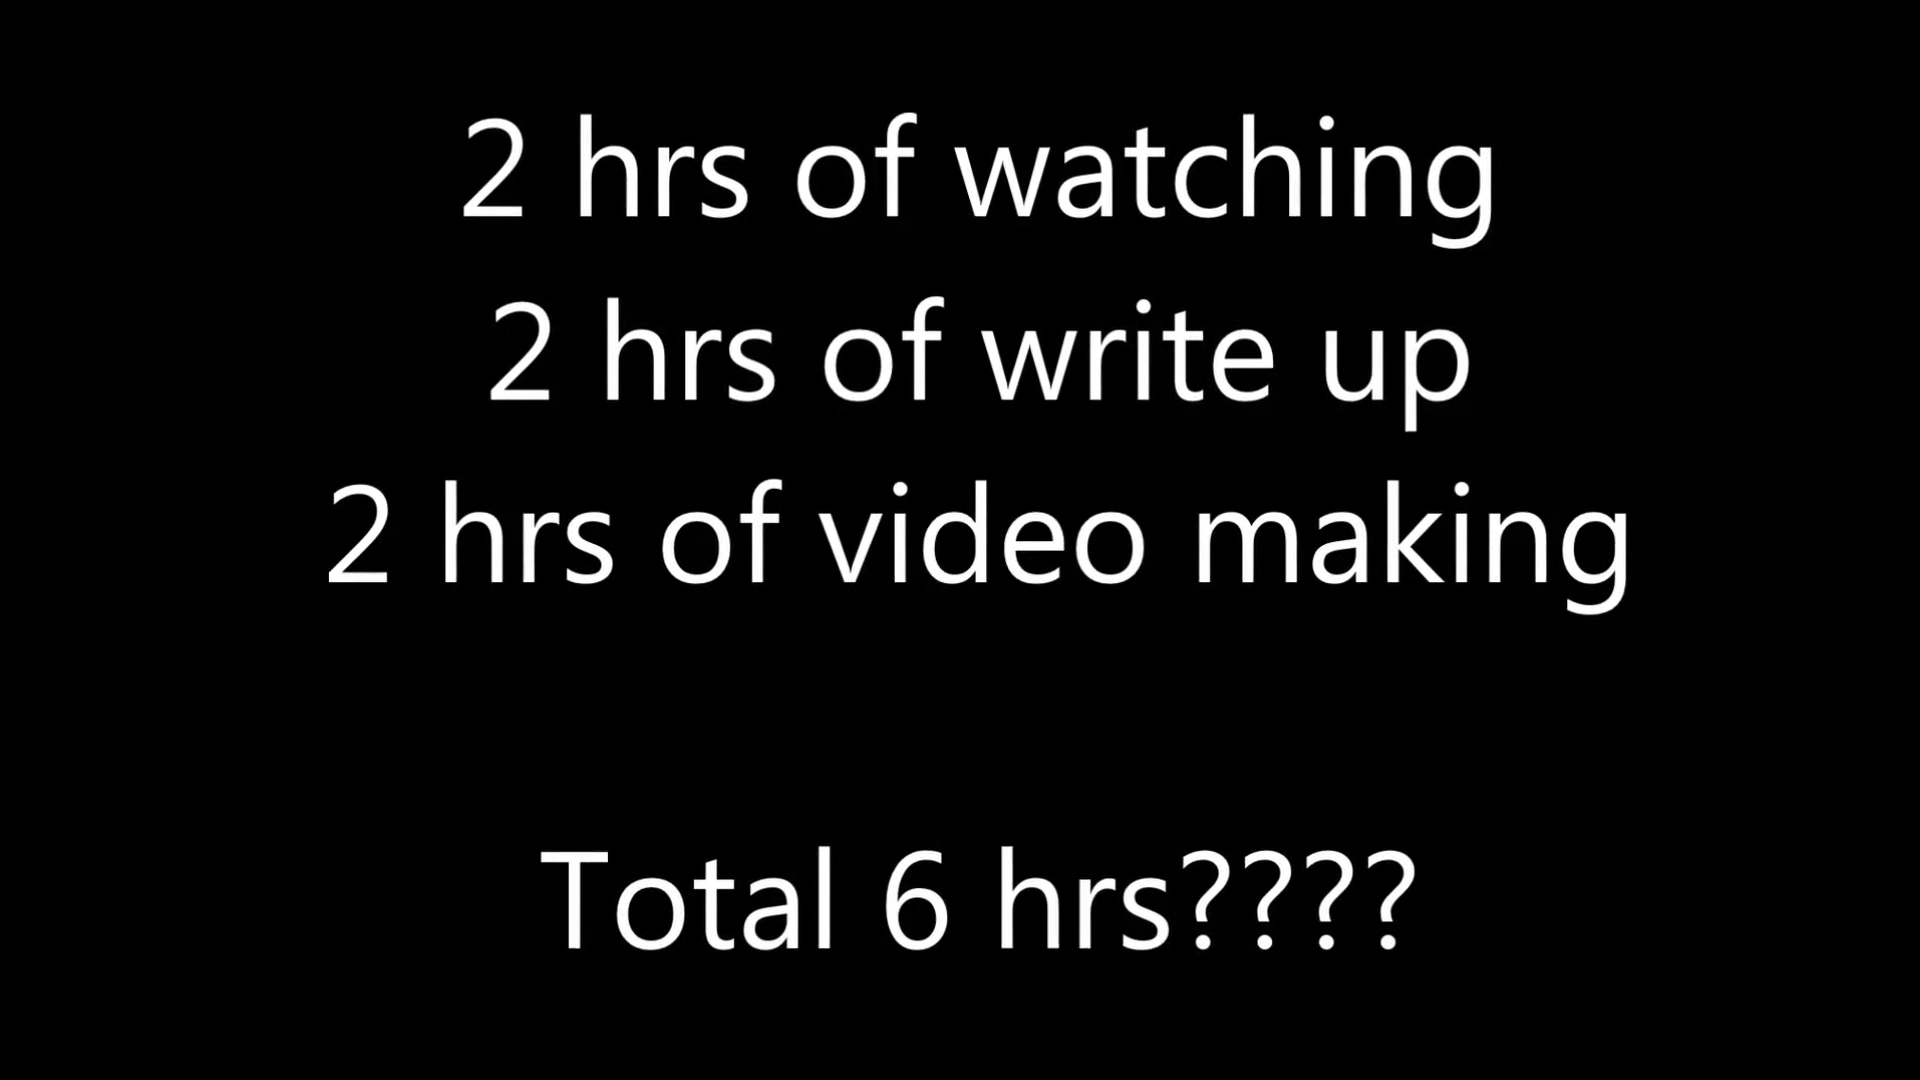 2 hrs of watching
2 hrs of write up
2 hrs of video making
Total 6 hrs????